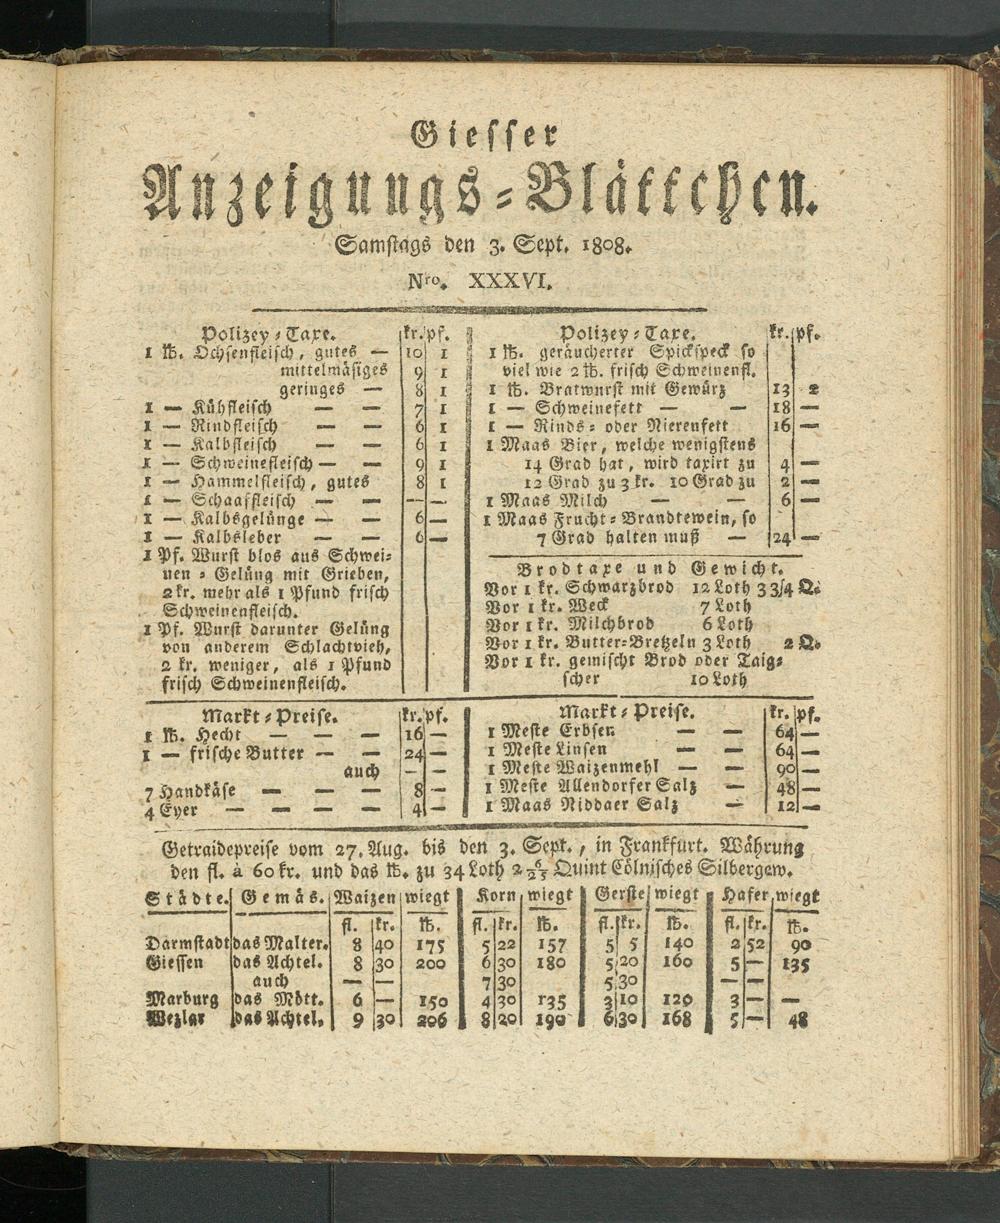 Giesser
Anzeigungs-Blättchen.
Samstags den 3. Sept. 1808.
Nro. XXXVI.
Polizey-Taxe. kr. pf.
1 ℔. Ochsenfleisch, gutes — 10 1
mittelmäsiges 9 1
geringes — 8 1
1 — Kühfleisch — — 7 1
1 — Rindfleisch — — 6 1
1 — Kalbfleisch — — 6 1
1 — Schweinefleisch — — 9 1
1 — Hammelfleisch, gutes 8 1
1 — Schaaffleisch — — — —
1 — Kalbsgelünge — — 6 —
1 — Kalbsleber — — 6 —
1 Pf. Wurst blos aus Schwei-
nen-Gelüng mit Grieben,
2 kr. mehr als 1 Pfund frisch
Schweinenfleisch.
1 Pf. Wurst darunter Gelüng
von anderem Schlachtvieh,
2 kr. weniger, als 1 Pfund
frisch Schweinenfleisch.
Polizey-Taxe. kr. pf.
1 ℔. geräucherter Spickspeck so
viel wie 2 ℔. frisch Schweinenfl.
1 ℔. Bratwurst mit Gewürz 13 2
1 — Schweinefett — — 18 —
1 — Rinds- oder Nierenfett 16 —
1 Maas Bier, welche wenigstens
14 Grad hat, wird taxirt zu 4 —
12 Grad zu 3 kr. 10 Grad zu 2 —
1 Maas Milch — — 6 —
1 Maas Frucht-Brandtewein, so
7 Grad halten muß — 24 —
Brodtaxe und Gewicht.
Vor 1 kr. Schwarzbrod 12 Loth 3 3/4 Q.
Vor 1 kr. Weck 7 Loth
Vor 1 kr. Milchbrod 6 Loth
Vor 1 kr. Butter-Bretzeln 3 Loth 2 Q.
Vor 1 kr. gemischt Brod oder Taig-
scher 10 Loth
Markt-Preise. kr. pf.
1 ℔. Hecht — — — 16 —
1 — frische Butter — — 24 —
auch — —
7 Handkäse — — — 8 —
4 Eyer — — — — 4 —
Markt-Preise. kr. pf.
1 Meste Erbsen — — 64 —
1 Meste Linsen — — 64 —
1 Meste Waizenmehl — — 90 —
1 Meste Allendorfer Salz — 48 —
1 Maas Niddaer Salz — 12 —
Getraidepreise vom 27. Aug. bis den 3. Sept., in Frankfurt. Währung
den fl. à 60 kr. und das ℔. zu 34 Loth 2 6/25 Quint Cölnisches Silbergew.
Städte. Gemäs. Waizen wiegt Korn wiegt Gerste wiegt Hafer wiegt
fl. kr. ℔. fl. kr. ℔. fl. kr. ℔. fl. kr. ℔.
Darmstadt das Malter. 8 40 175 5 22 157 5 5 140 2 52 90
Giessen das Achtel. 8 30 200 6 30 180 5 20 160 5 — 135
auch — — 7 30 5 30 — —
Marburg das Mött. 6 — 150 4 30 135 3 10 120 3 — —
Wezlar das Achtel. 9 30 206 8 20 190 6 30 168 5 — 48